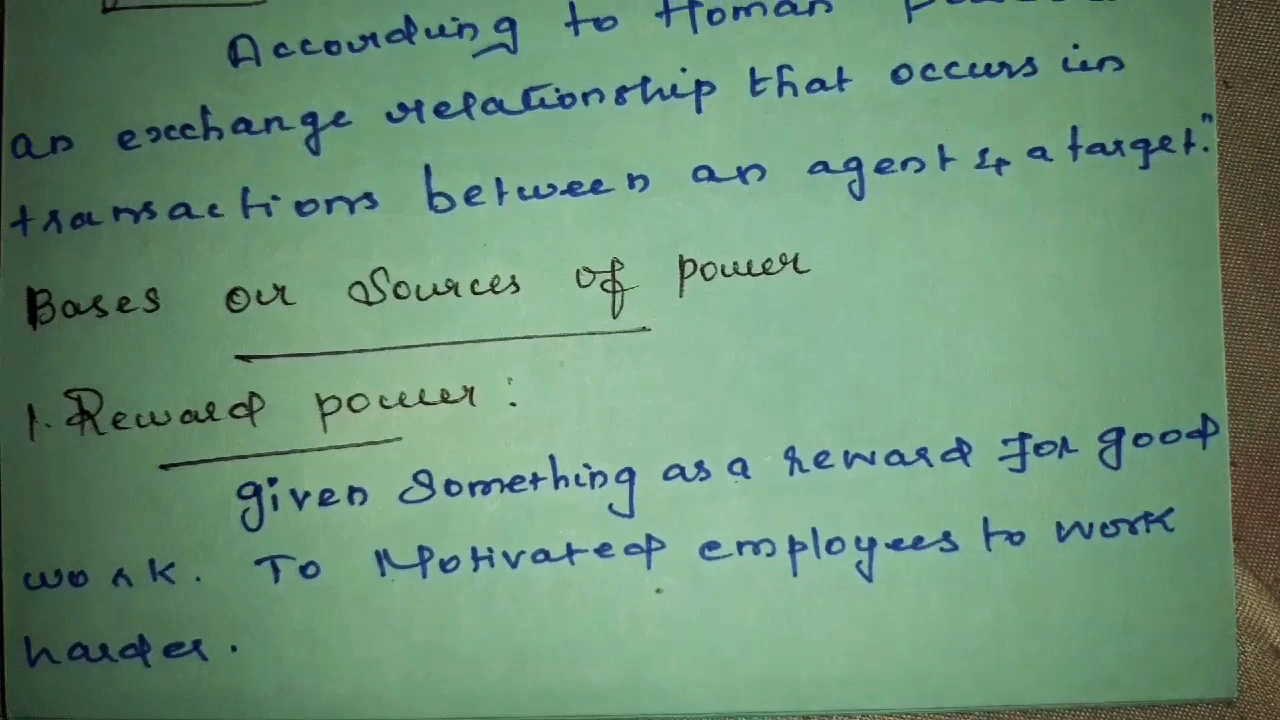 According to Homan
an exchange relationship that occurs in
transactions between an agent & a target."
Bases or Sources of power
1. Reward power:
given Something as a reward for good
work. To Motivated employees to work
harder.